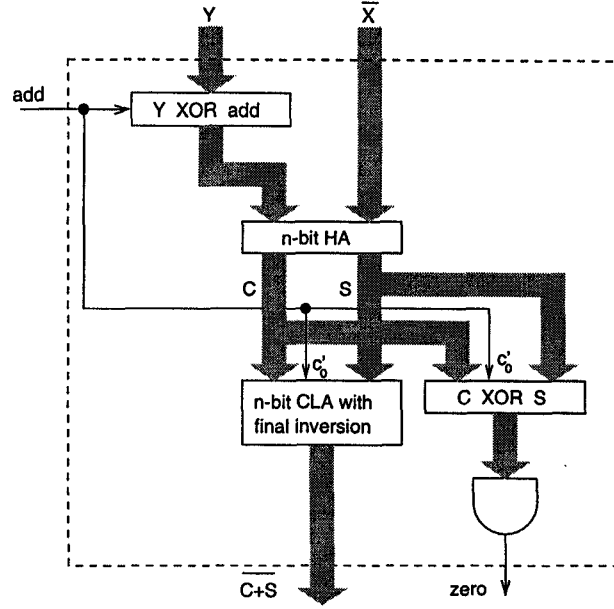 Y
X̅
add
Y XOR add
n-bit HA
C
S
c'₀
c'₀
n-bit CLA with
final inversion
C XOR S
C̅+̅S̅
zero